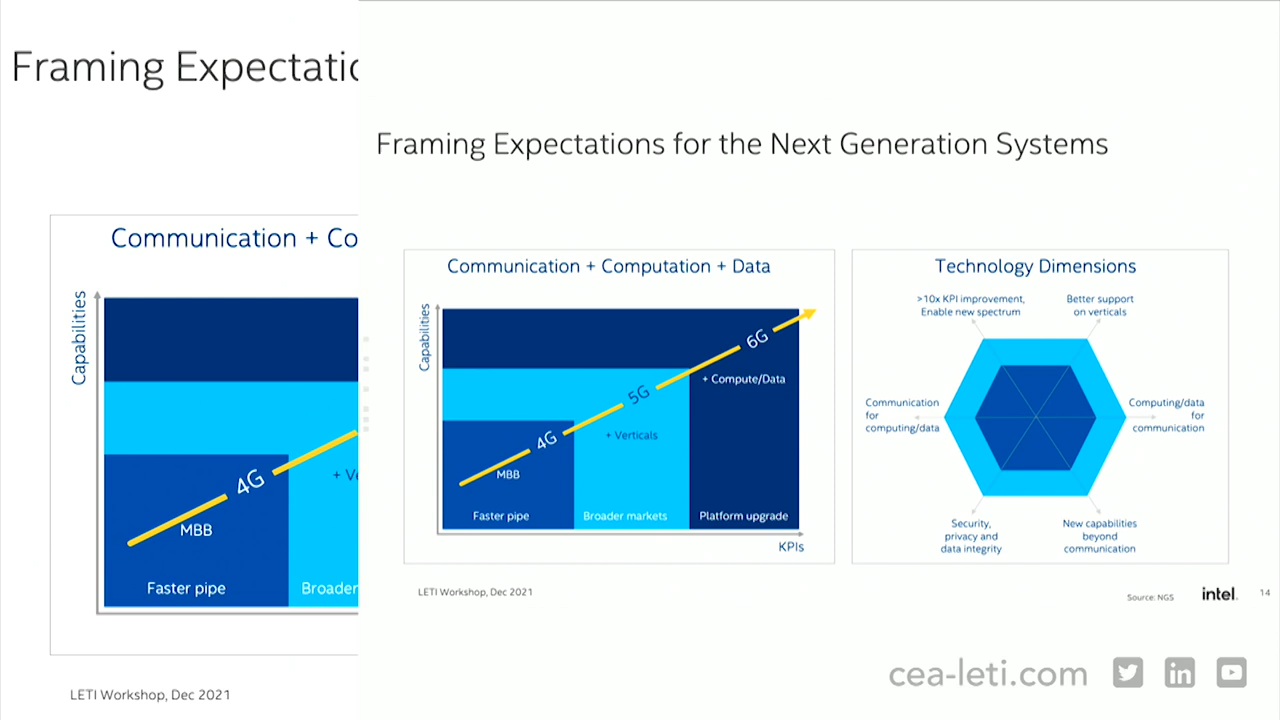 Framing Expectatio
Communication + Co
Capabilities
4G
+ Ve
MBB
Faster pipe
Broader
LETI Workshop, Dec 2021
Framing Expectations for the Next Generation Systems
Communication + Computation + Data
Capabilities
6G
5G
+ Compute/Data
4G
+ Verticals
MBB
Faster pipe
Broader markets
Platform upgrade
KPIs
Technology Dimensions
>10x KPI improvement,
Enable new spectrum
Better support
on verticals
Communication
for
computing/data
Computing/data
for
communication
Security,
privacy and
data integrity
New capabilities
beyond
communication
LETI Workshop, Dec 2021
Source: NGS
intel.
14
cea-leti.com
in